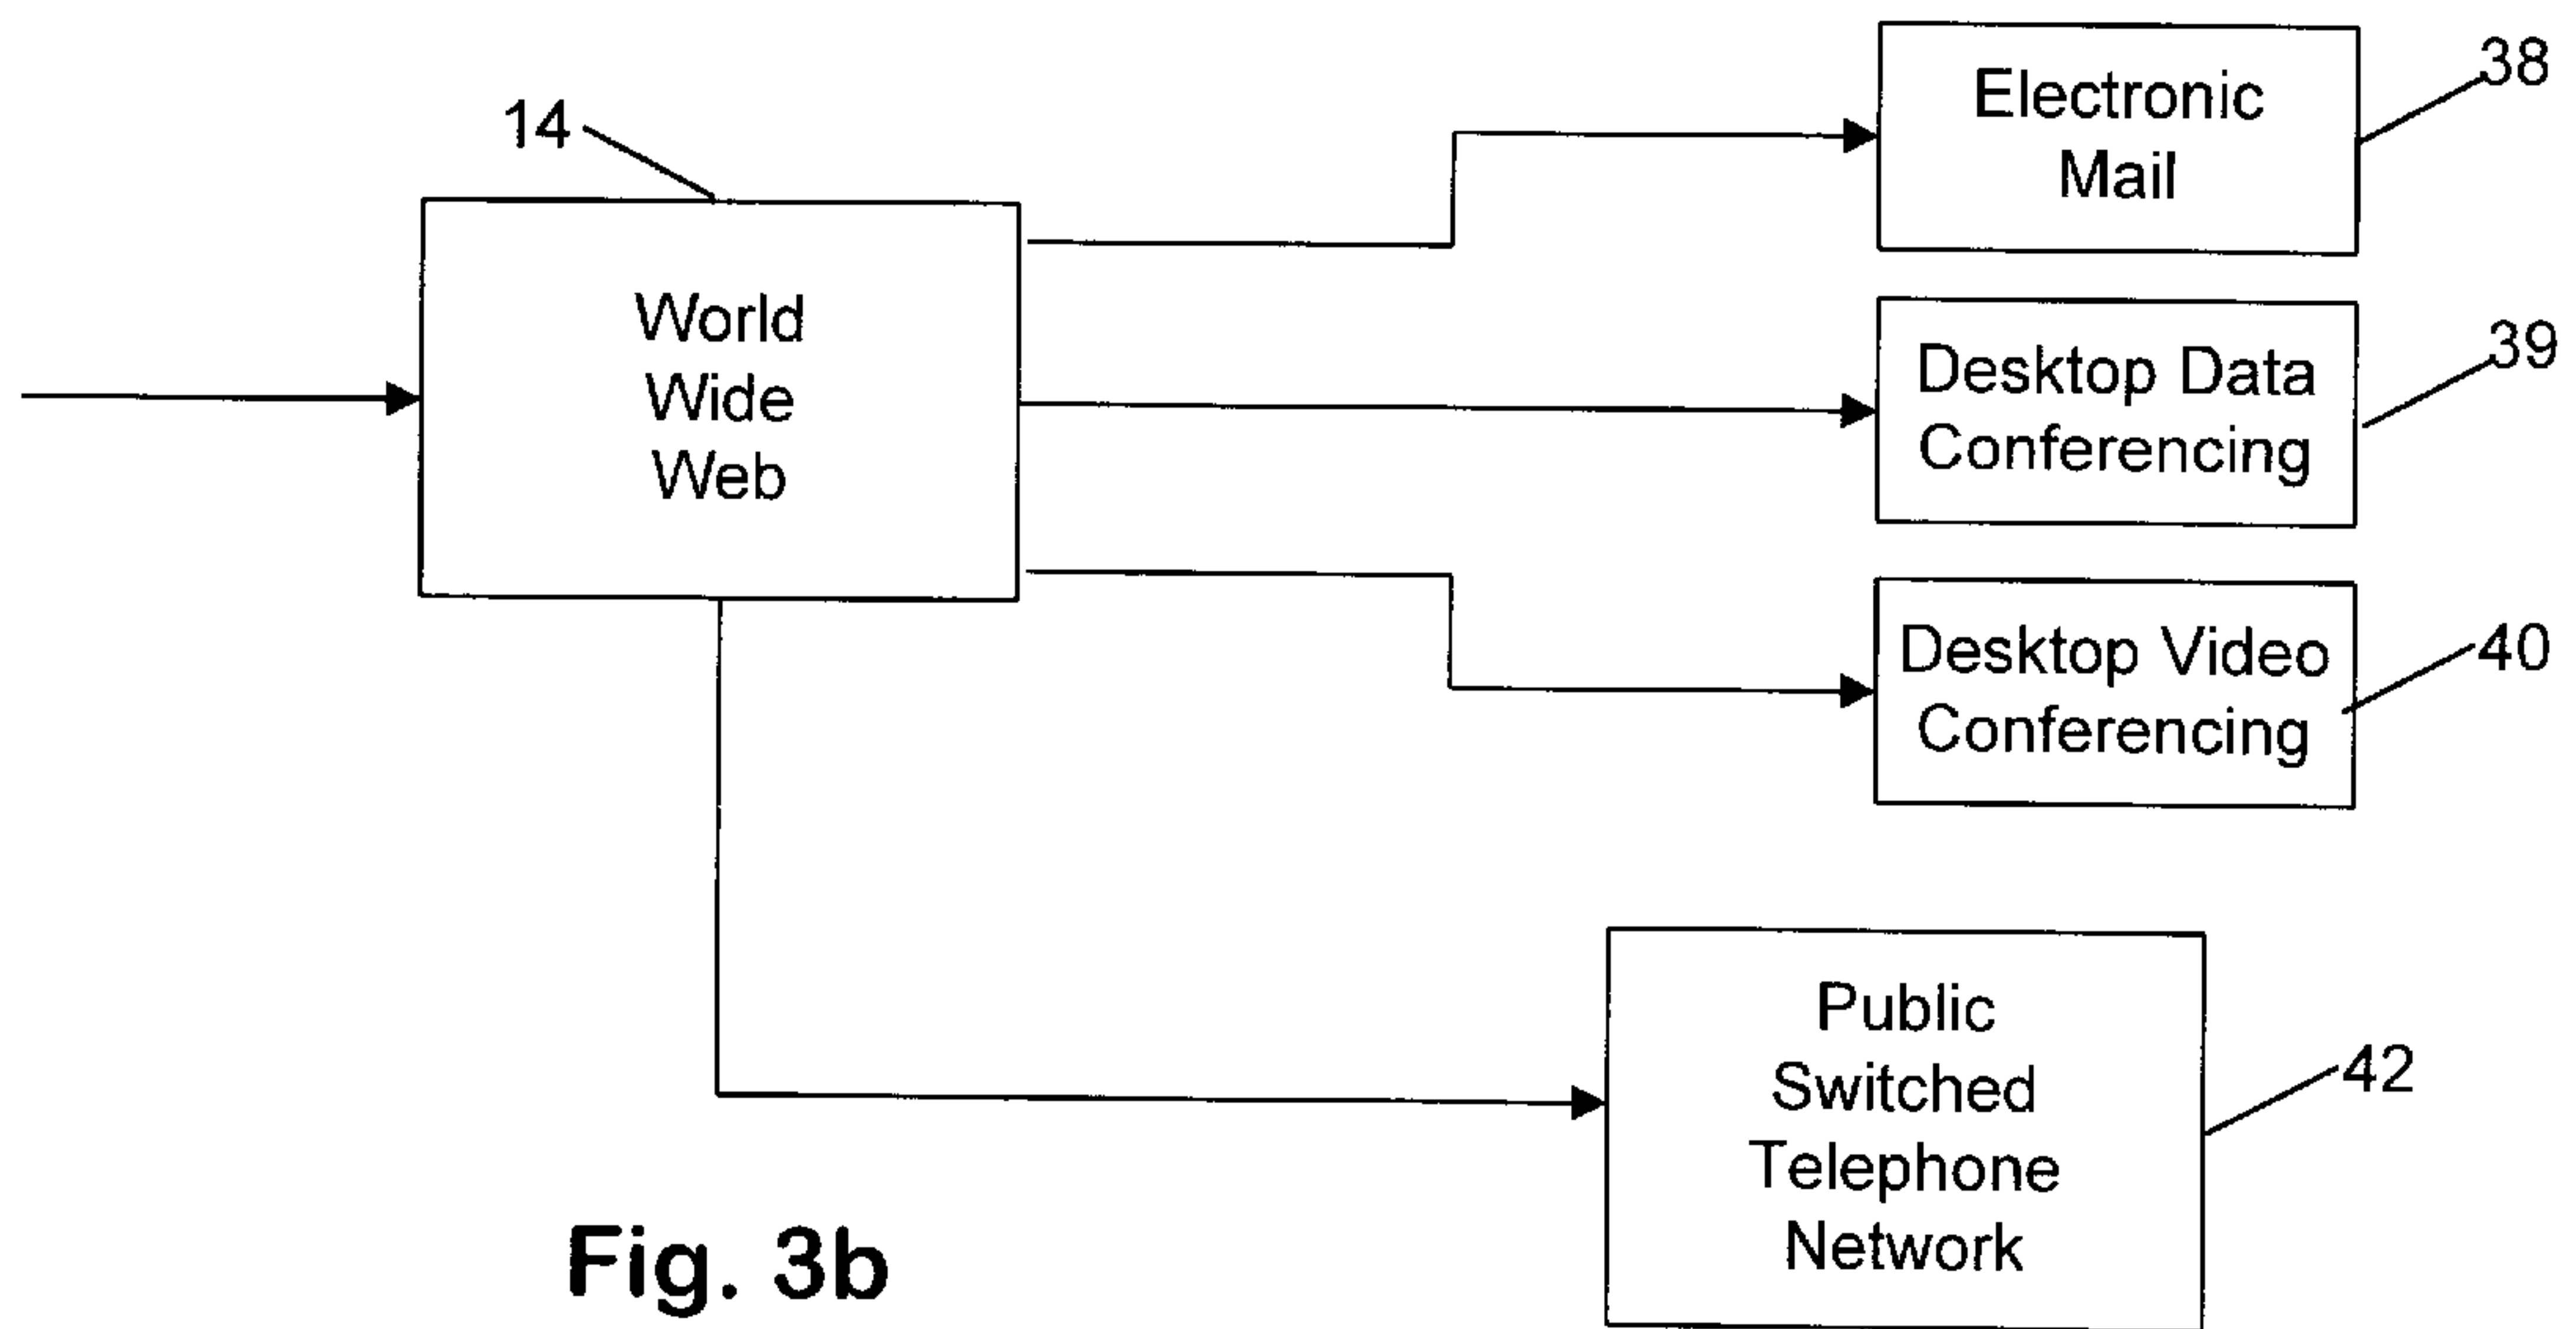 14
World
Wide
Web
Electronic
Mail
38
Desktop Data
Conferencing
39
Desktop Video
Conferencing
40
Public
Switched
Telephone
Network
42
Fig. 3b